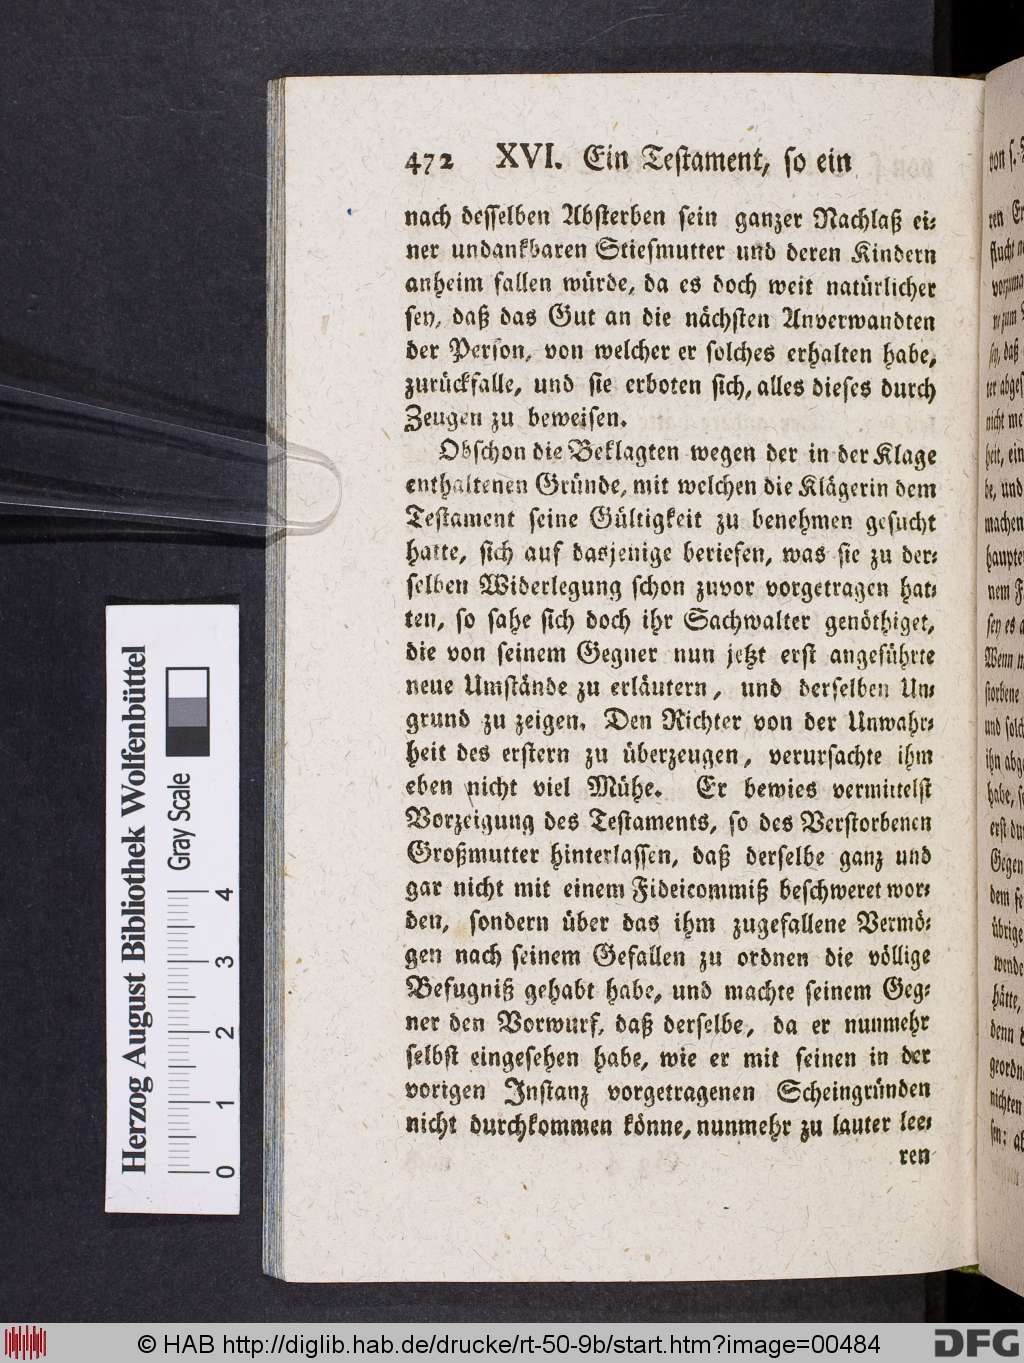 472 XVI. Ein Testament, so ein
nach desselben Absterben sein ganzer Nachlaß ei⸗
ner undankbaren Stiefmutter und deren Kindern
anheim fallen würde, da es doch weit natürlicher
sey, daß das Gut an die nächsten Anverwandten
der Person, von welcher er solches erhalten habe,
zurückfalle, und sie erboten sich, alles dieses durch
Zeugen zu beweisen.
Obschon die Beklagten wegen der in der Klage
enthaltenen Gründe, mit welchen die Klägerin dem
Testament seine Gültigkeit zu benehmen gesucht
hatte, sich auf dasjenige beriefen, was sie zu der⸗
selben Widerlegung schon zuvor vorgetragen hat⸗
ten, so sahe sich doch ihr Sachwalter genöthiget,
die von seinem Gegner nun jetzt erst angeführte
neue Umstände zu erläutern, und derselben Un⸗
grund zu zeigen. Den Richter von der Unwahr⸗
heit des erstern zu überzeugen, verursachte ihm
eben nicht viel Mühe. Er bewies vermittelst
Vorzeigung des Testaments, so des Verstorbenen
Großmutter hinterlassen, daß derselbe ganz und
gar nicht mit einem Fideicommiß beschweret wor⸗
den, sondern über das ihm zugefallene Vermö⸗
gen nach seinem Gefallen zu ordnen die völlige
Befugniß gehabt habe, und machte seinem Geg⸗
ner den Vorwurf, daß derselbe, da er nunmehr
selbst eingesehen habe, wie er mit seinen in der
vorigen Instanz vorgetragenen Scheingründen
nicht durchkommen könne, nunmehr zu lauter lee⸗
ren
Herzog August Bibliothek Wolfenbüttel
Gray Scale
0 1 2 3 4
© HAB http://diglib.hab.de/drucke/rt-50-9b/start.htm?image=00484
DFG